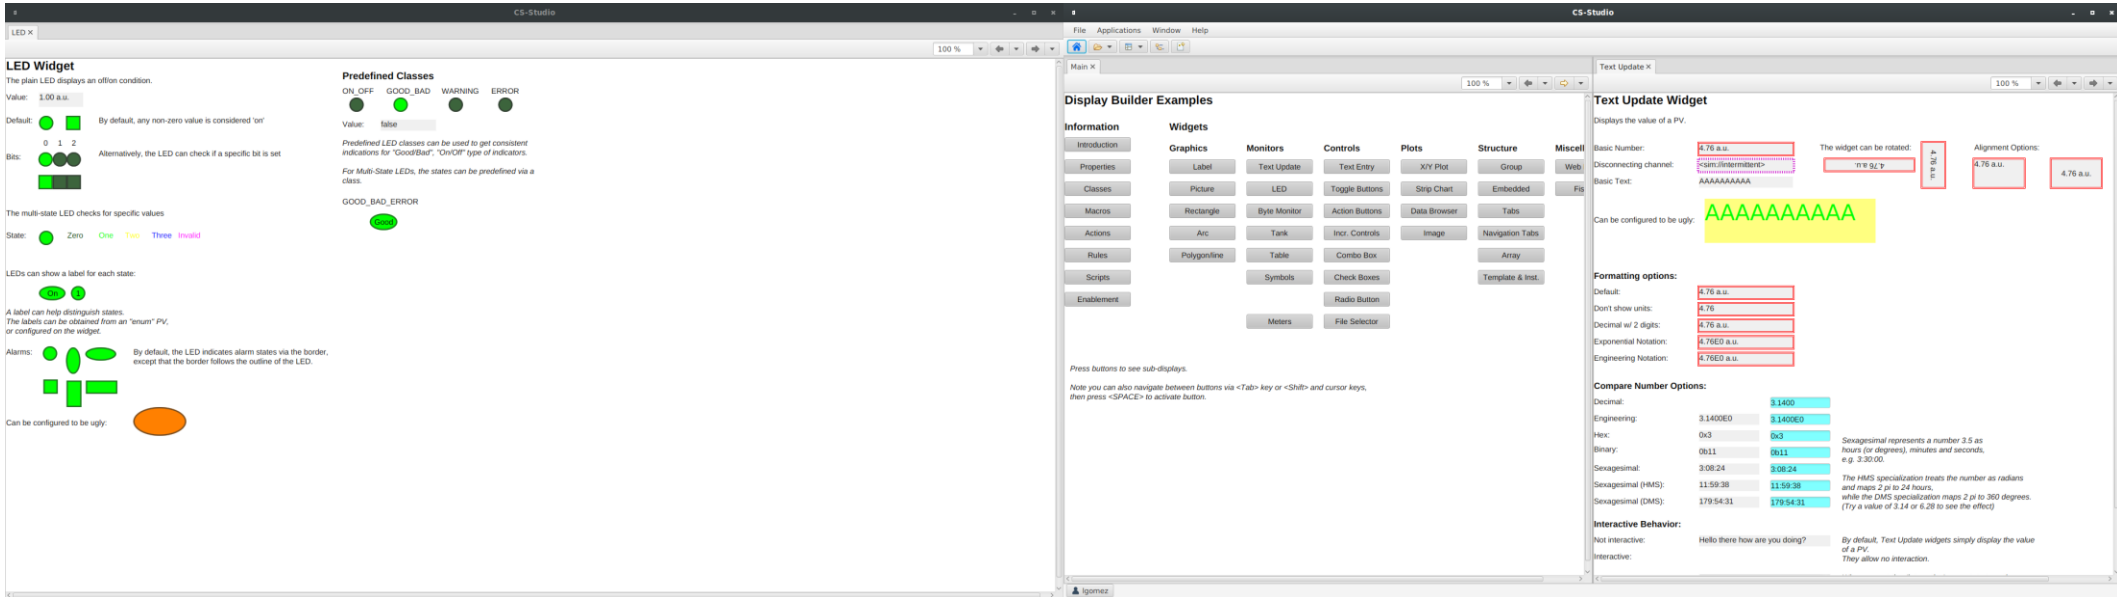 CS-Studio
LED
100 %
LED Widget
The plain LED displays an off/on condition.
Value: 1.00 a.u.
Default: By default, any non-zero value is considered 'on'
0 1 2
Bits: Alternatively, the LED can check if a specific bit is set
The multi-state LED checks for specific values
State: Zero One Two Three Invalid
LEDs can show a label for each state:
On 1
A label can help distinguish states.
The labels can be obtained from an "enum" PV,
or configured on the widget.
Alarms: By default, the LED indicates alarm states via the border,
except that the border follows the outline of the LED.
Can be configured to be ugly:
Predefined Classes
ON_OFF GOOD_BAD WARNING ERROR
Value: false
Predefined LED classes can be used to get consistent
indications for "Good/Bad", "On/Off" type of indicators.
For Multi-State LEDs, the states can be predefined via a
class.
GOOD_BAD_ERROR
Good
CS-Studio
File Applications Window Help
Main
100 %
Display Builder Examples
Information Widgets
Graphics Monitors Controls Plots Structure Miscell
Introduction
Properties Label Text Update Text Entry X/Y Plot Group Web
Classes Picture LED Toggle Buttons Strip Chart Embedded Fis
Macros Rectangle Byte Monitor Action Buttons Data Browser Tabs
Actions Arc Tank Incr. Controls Image Navigation Tabs
Rules Polygon/line Table Combo Box Array
Scripts Symbols Check Boxes Template & Inst.
Enablement Radio Button
Meters File Selector
Press buttons to see sub-displays.
Note you can also navigate between buttons via <Tab> key or <Shift> and cursor keys,
then press <SPACE> to activate button.
lgomez
Text Update
100 %
Text Update Widget
Displays the value of a PV.
Basic Number: 4.76 a.u.
Disconnecting channel: <sim://intermittent>
Basic Text: AAAAAAAAAA
The widget can be rotated: 4.76 a.u. 4.76 a.u.
Alignment Options: 4.76 a.u. 4.76 a.u.
Can be configured to be ugly: AAAAAAAAAA
Formatting options:
Default: 4.76 a.u.
Don't show units: 4.76
Decimal w/ 2 digits: 4.76 a.u.
Exponential Notation: 4.76E0 a.u.
Engineering Notation: 4.76E0 a.u.
Compare Number Options:
Decimal: 3.1400
Engineering: 3.1400E0 3.1400E0
Hex: 0x3 0x3
Binary: 0b11 0b11
Sexagesimal: 3:08:24 3:08:24
Sexagesimal (HMS): 11:59:38 11:59:38
Sexagesimal (DMS): 179:54:31 179:54:31
Sexagesimal represents a number 3.5 as
hours (or degrees), minutes and seconds,
e.g. 3:30:00.
The HMS specialization treats the number as radians
and maps 2 pi to 24 hours,
while the DMS specialization maps 2 pi to 360 degrees.
(Try a value of 3.14 or 6.28 to see the effect)
Interactive Behavior:
Not interactive: Hello there how are you doing?
Interactive:
By default, Text Update widgets simply display the value
of a PV.
They allow no interaction.